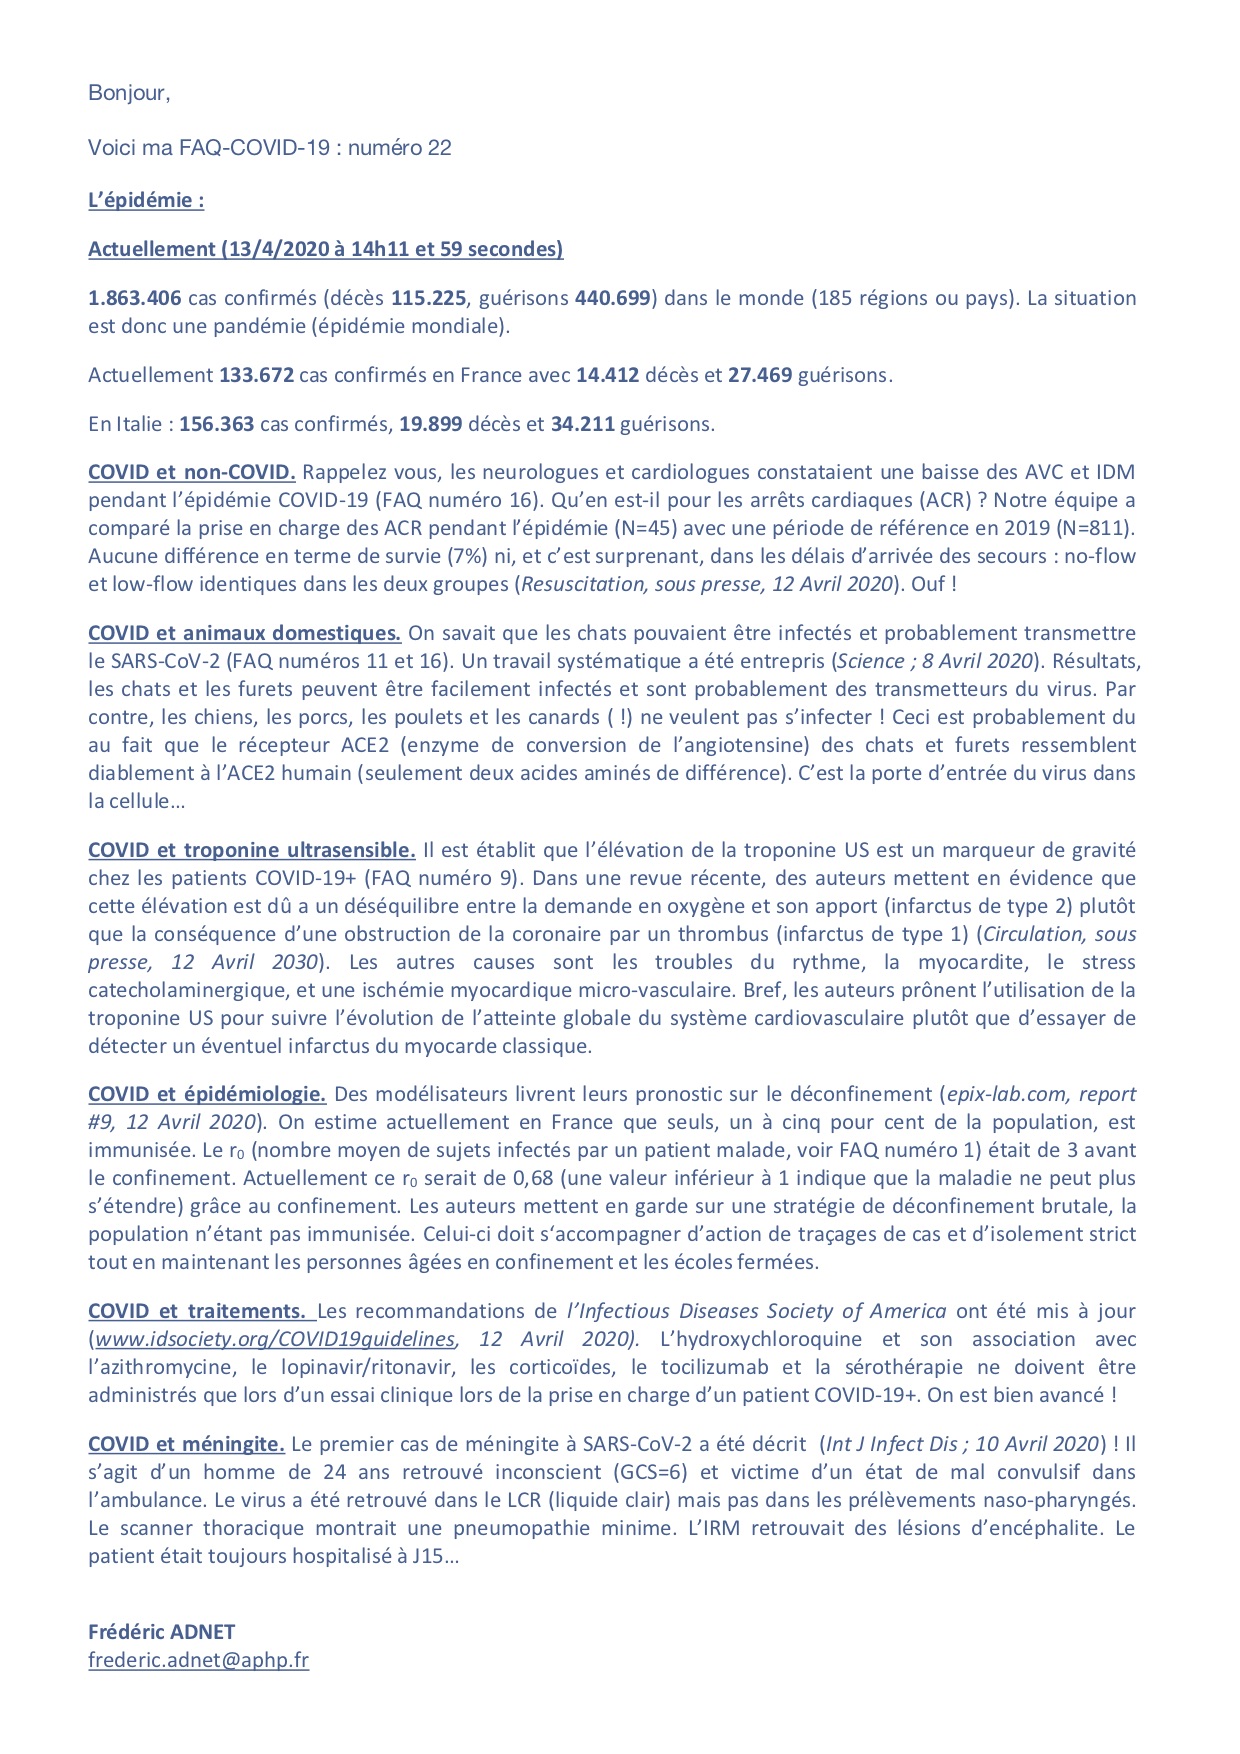 Bonjour,
Voici ma FAQ-COVID-19 : numéro 22
L’épidémie :
Actuellement (13/4/2020 à 14h11 et 59 secondes)
1.863.406 cas confirmés (décès 115.225, guérisons 440.699) dans le monde (185 régions ou pays). La situation
est donc une pandémie (épidémie mondiale).
Actuellement 133.672 cas confirmés en France avec 14.412 décès et 27.469 guérisons.
En Italie : 156.363 cas confirmés, 19.899 décès et 34.211 guérisons.
COVID et non-COVID. Rappelez vous, les neurologues et cardiologues constataient une baisse des AVC et IDM
pendant l’épidémie COVID-19 (FAQ numéro 16). Qu’en est-il pour les arrêts cardiaques (ACR) ? Notre équipe a
comparé la prise en charge des ACR pendant l’épidémie (N=45) avec une période de référence en 2019 (N=811).
Aucune différence en terme de survie (7%) ni, et c’est surprenant, dans les délais d’arrivée des secours : no-flow
et low-flow identiques dans les deux groupes (Resuscitation, sous presse, 12 Avril 2020). Ouf !
COVID et animaux domestiques. On savait que les chats pouvaient être infectés et probablement transmettre
le SARS-CoV-2 (FAQ numéros 11 et 16). Un travail systématique a été entrepris (Science ; 8 Avril 2020). Résultats,
les chats et les furets peuvent être facilement infectés et sont probablement des transmetteurs du virus. Par
contre, les chiens, les porcs, les poulets et les canards ( !) ne veulent pas s’infecter ! Ceci est probablement du
au fait que le récepteur ACE2 (enzyme de conversion de l’angiotensine) des chats et furets ressemblent
diablement à l’ACE2 humain (seulement deux acides aminés de différence). C’est la porte d’entrée du virus dans
la cellule…
COVID et troponine ultrasensible. Il est établit que l’élévation de la troponine US est un marqueur de gravité
chez les patients COVID-19+ (FAQ numéro 9). Dans une revue récente, des auteurs mettent en évidence que
cette élévation est dû a un déséquilibre entre la demande en oxygène et son apport (infarctus de type 2) plutôt
que la conséquence d’une obstruction de la coronaire par un thrombus (infarctus de type 1) (Circulation, sous
presse, 12 Avril 2030). Les autres causes sont les troubles du rythme, la myocardite, le stress
catecholaminergique, et une ischémie myocardique micro-vasculaire. Bref, les auteurs prônent l’utilisation de la
troponine US pour suivre l’évolution de l’atteinte globale du système cardiovasculaire plutôt que d’essayer de
détecter un éventuel infarctus du myocarde classique.
COVID et épidémiologie. Des modélisateurs livrent leurs pronostic sur le déconfinement (epix-lab.com, report
#9, 12 Avril 2020). On estime actuellement en France que seuls, un à cinq pour cent de la population, est
immunisée. Le r₀ (nombre moyen de sujets infectés par un patient malade, voir FAQ numéro 1) était de 3 avant
le confinement. Actuellement ce r₀ serait de 0,68 (une valeur inférieur à 1 indique que la maladie ne peut plus
s’étendre) grâce au confinement. Les auteurs mettent en garde sur une stratégie de déconfinement brutale, la
population n’étant pas immunisée. Celui-ci doit s‘accompagner d’action de traçages de cas et d’isolement strict
tout en maintenant les personnes âgées en confinement et les écoles fermées.
COVID et traitements. Les recommandations de l’Infectious Diseases Society of America ont été mis à jour
(www.idsociety.org/COVID19guidelines, 12 Avril 2020). L’hydroxychloroquine et son association avec
l’azithromycine, le lopinavir/ritonavir, les corticoïdes, le tocilizumab et la sérothérapie ne doivent être
administrés que lors d’un essai clinique lors de la prise en charge d’un patient COVID-19+. On est bien avancé !
COVID et méningite. Le premier cas de méningite à SARS-CoV-2 a été décrit (Int J Infect Dis ; 10 Avril 2020) ! Il
s’agit d’un homme de 24 ans retrouvé inconscient (GCS=6) et victime d’un état de mal convulsif dans
l’ambulance. Le virus a été retrouvé dans le LCR (liquide clair) mais pas dans les prélèvements naso-pharyngés.
Le scanner thoracique montrait une pneumopathie minime. L’IRM retrouvait des lésions d’encéphalite. Le
patient était toujours hospitalisé à J15…
Frédéric ADNET
frederic.adnet@aphp.fr